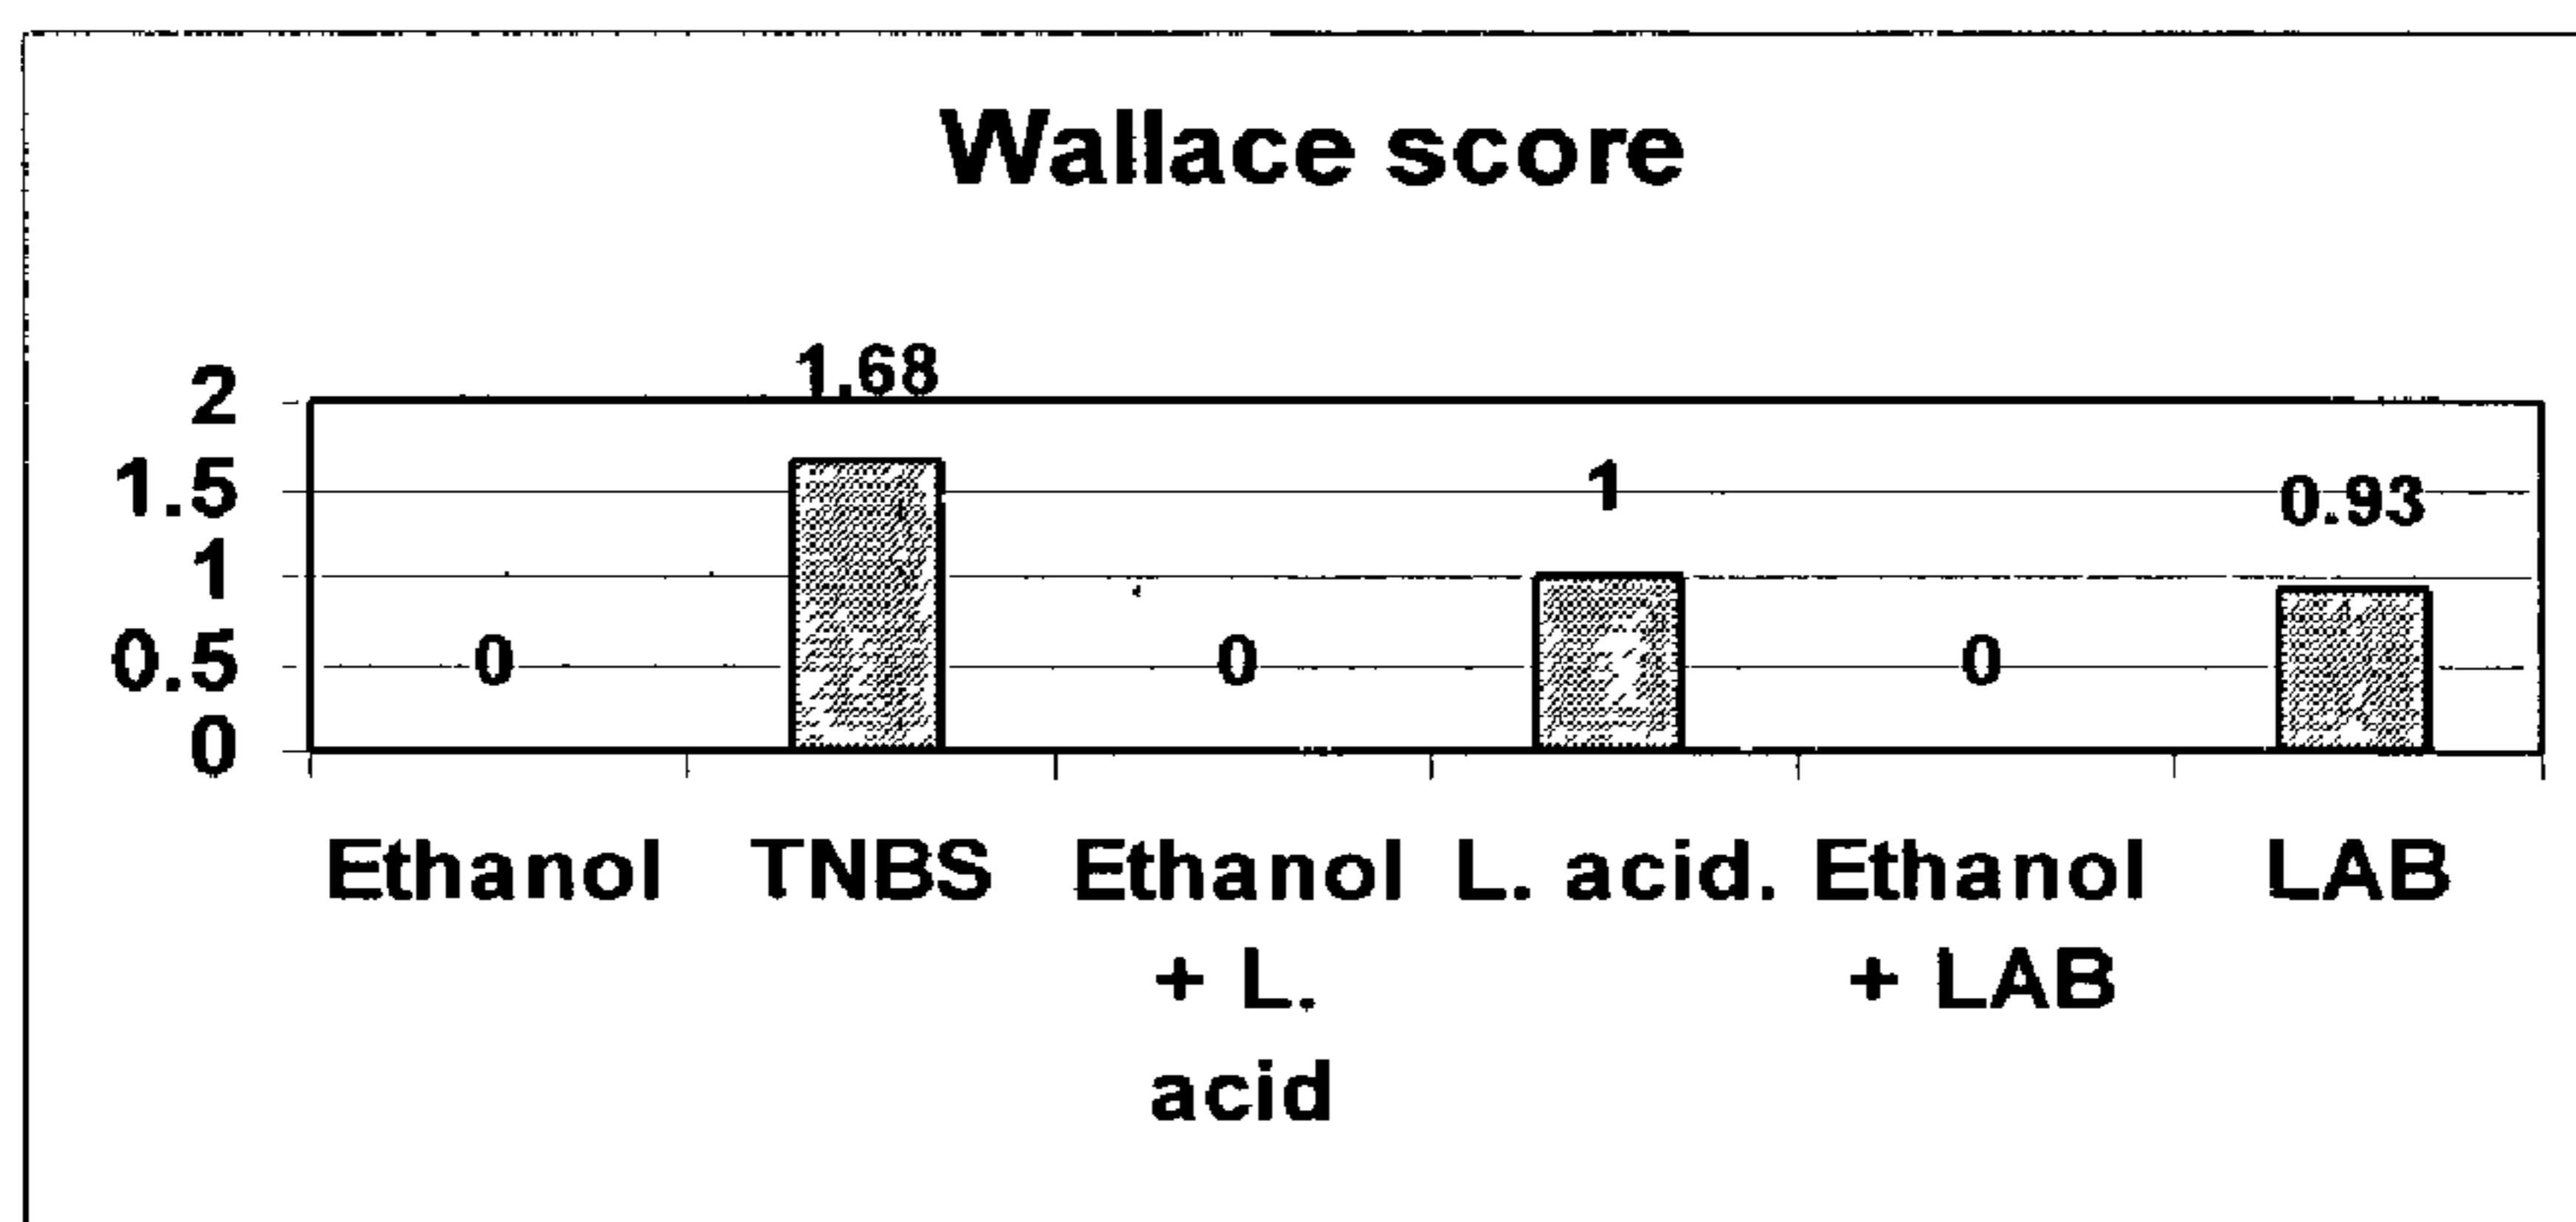 Wallace score
2
1.5
1
0.5
0
0
1.68
0
1
0
0.93
Ethanol
TNBS
Ethanol
+ L.
acid
L. acid.
Ethanol
+ LAB
LAB